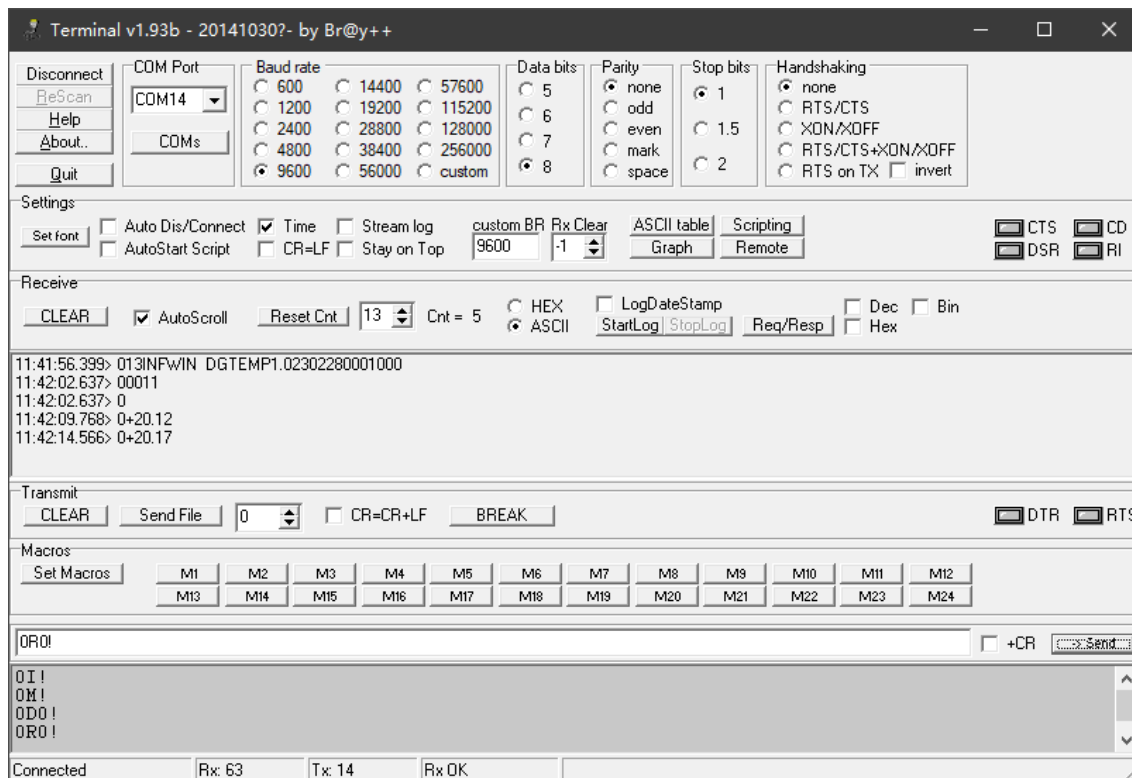 Terminal v1.93b - 20141030?- by Br@y++
Disconnect
ReScan
Help
About..
Quit
COM Port
COM14
COMs
Baud rate
600 14400 57600
1200 19200 115200
2400 28800 128000
4800 38400 256000
9600 56000 custom
Data bits
5
6
7
8
Parity
none
odd
even
mark
space
Stop bits
1
1.5
2
Handshaking
none
RTS/CTS
XON/XOFF
RTS/CTS+XON/XOFF
RTS on TX invert
Settings
Set font
Auto Dis/Connect Time Stream log
AutoStart Script CR=LF Stay on Top
custom BR Rx Clear
9600 -1
ASCII table Scripting
Graph Remote
CTS CD
DSR RI
Receive
CLEAR AutoScroll Reset Cnt 13 Cnt = 5
HEX
ASCII
LogDateStamp
StartLog StopLog Req/Resp
Dec Bin
Hex
11:41:56.399> 013INFWIN  DGTEMP1.02302280001000
11:42:02.637> 00011
11:42:02.637> 0
11:42:09.768> 0+20.12
11:42:14.566> 0+20.17
Transmit
CLEAR Send File 0 CR=CR+LF BREAK
DTR RTS
Macros
Set Macros
M1 M2 M3 M4 M5 M6 M7 M8 M9 M10 M11 M12
M13 M14 M15 M16 M17 M18 M19 M20 M21 M22 M23 M24
0R0! +CR -> Send
0I!
0M!
0D0!
0R0!
Connected Rx: 63 Tx: 14 Rx OK